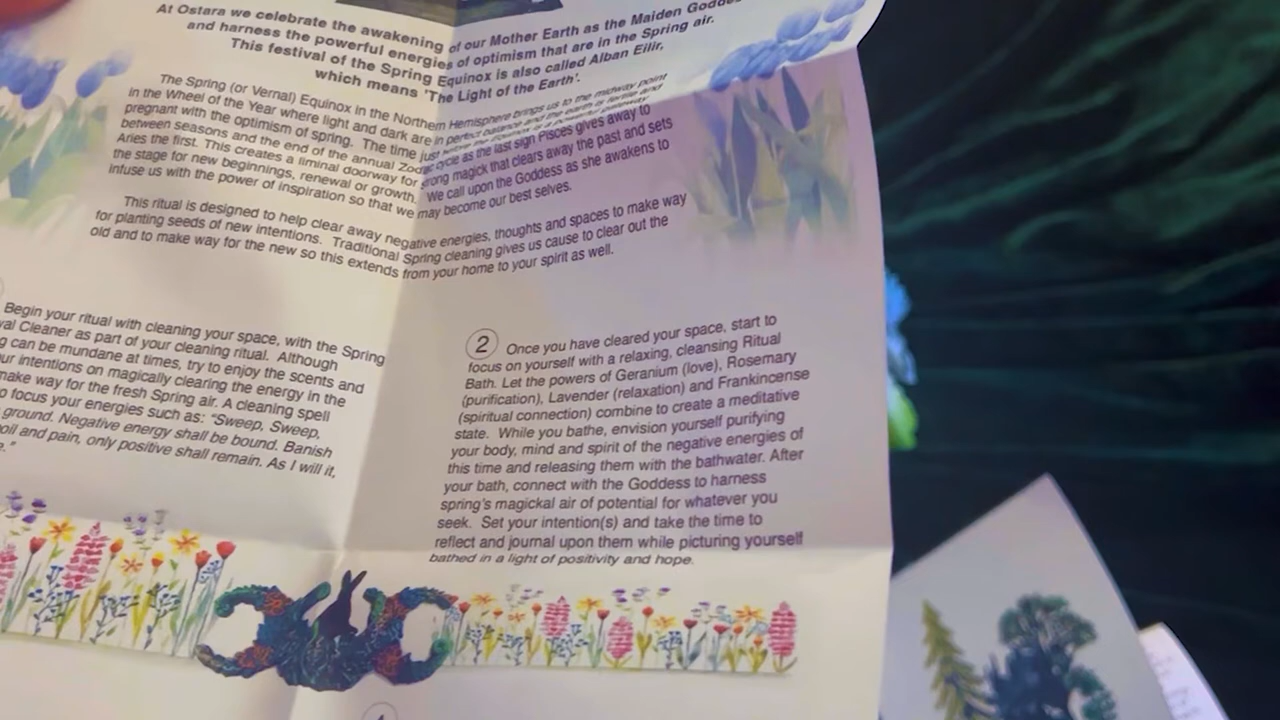 At Ostara we celebrate the awakening of our Mother Earth as the Maiden
and harness the powerful energies of optimism that are in the Spring air.
This festival of the Spring Equinox is also called Alban Eilir,
which means 'The Light of the Earth'.
The Spring (or Vernal) Equinox in the Northern Hemisphere brings us to the midway point
in the Wheel of the Year where light and dark are in perfect balance and the earth is fertile and
pregnant with the optimism of spring. The time just before the Equinox is a powerful gateway
between seasons and the end of the annual Zodiac cycle as the last sign Pisces gives away to
Aries the first. This creates a liminal doorway for strong magick that clears away the past and sets
the stage for new beginnings, renewal or growth. We call upon the Goddess as she awakens to
infuse us with the power of inspiration so that we may become our best selves.
This ritual is designed to help clear away negative energies, thoughts and spaces to make way
for planting seeds of new intentions. Traditional Spring cleaning gives us cause to clear out the
old and to make way for the new so this extends from your home to your spirit as well.
Begin your ritual with cleaning your space, with the Spring
Cleaner as part of your cleaning ritual. Although
can be mundane at times, try to enjoy the scents and
intentions on magically clearing the energy in the
make way for the fresh Spring air. A cleaning spell
focus your energies such as: "Sweep, Sweep,
ground. Negative energy shall be bound. Banish
and pain, only positive shall remain. As I will it,
2 Once you have cleared your space, start to
focus on yourself with a relaxing, cleansing Ritual
Bath. Let the powers of Geranium (love), Rosemary
(purification), Lavender (relaxation) and Frankincense
(spiritual connection) combine to create a meditative
state. While you bathe, envision yourself purifying
your body, mind and spirit of the negative energies of
this time and releasing them with the bathwater. After
your bath, connect with the Goddess to harness
spring's magickal air of potential for whatever you
seek. Set your intention(s) and take the time to
reflect and journal upon them while picturing yourself
bathed in a light of positivity and hope.